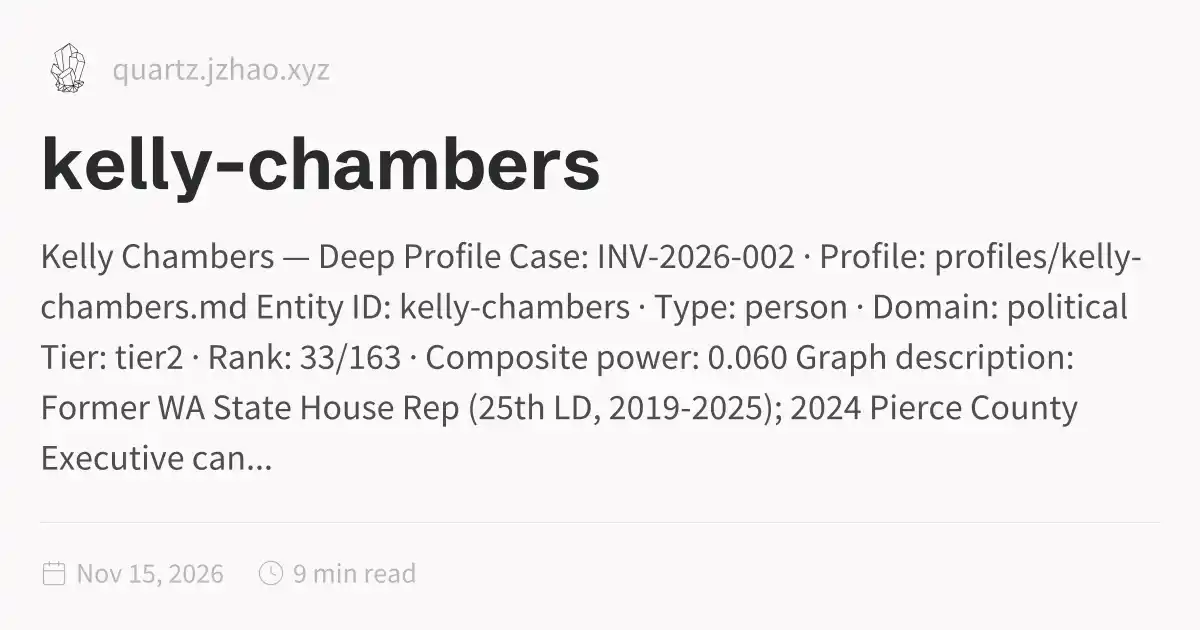 quartz.jzhao.xyz
kelly-chambers
Kelly Chambers — Deep Profile Case: INV-2026-002 · Profile: profiles/kelly-
chambers.md Entity ID: kelly-chambers · Type: person · Domain: political
Tier: tier2 · Rank: 33/163 · Composite power: 0.060 Graph description:
Former WA State House Rep (25th LD, 2019-2025); 2024 Pierce County
Executive can...
Nov 15, 2026 9 min read